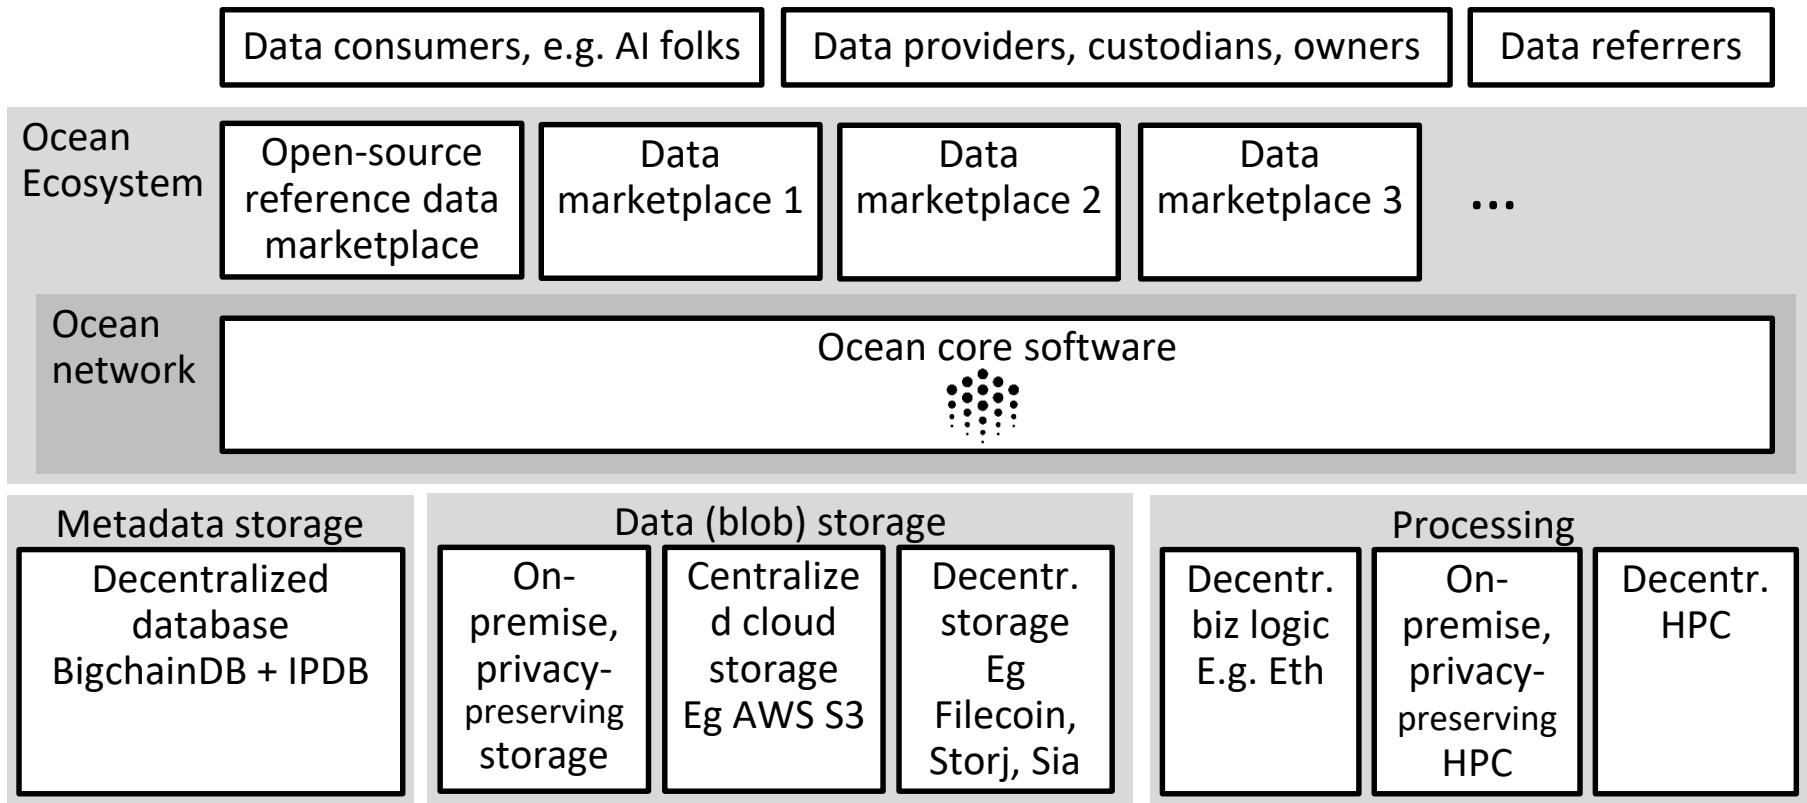 Data consumers, e.g. AI folks
Data providers, custodians, owners
Data referrers
Ocean
Ecosystem
Open-source
reference data
marketplace
Data
marketplace 1
Data
marketplace 2
Data
marketplace 3
...
Ocean
network
Ocean core software
Metadata storage
Decentralized
database
BigchainDB + IPDB
Data (blob) storage
On-
premise,
privacy-
preserving
storage
Centralize
d cloud
storage
Eg AWS S3
Decentr.
storage
Eg
Filecoin,
Storj, Sia
Processing
Decentr.
biz logic
E.g. Eth
On-
premise,
privacy-
preserving
HPC
Decentr.
HPC